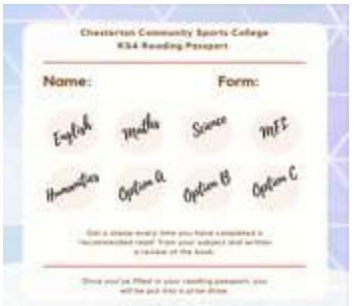 Chesterton Community Sports College
KS4 Reading Passport
Name: Form:
English Maths Science MFL
Humanities Option A Option B Option C
Get a stamp every time you have completed a
recommended read from your subject and written
a review of the book.
Once you've filled in your reading passport, you
will be put into a prize draw.